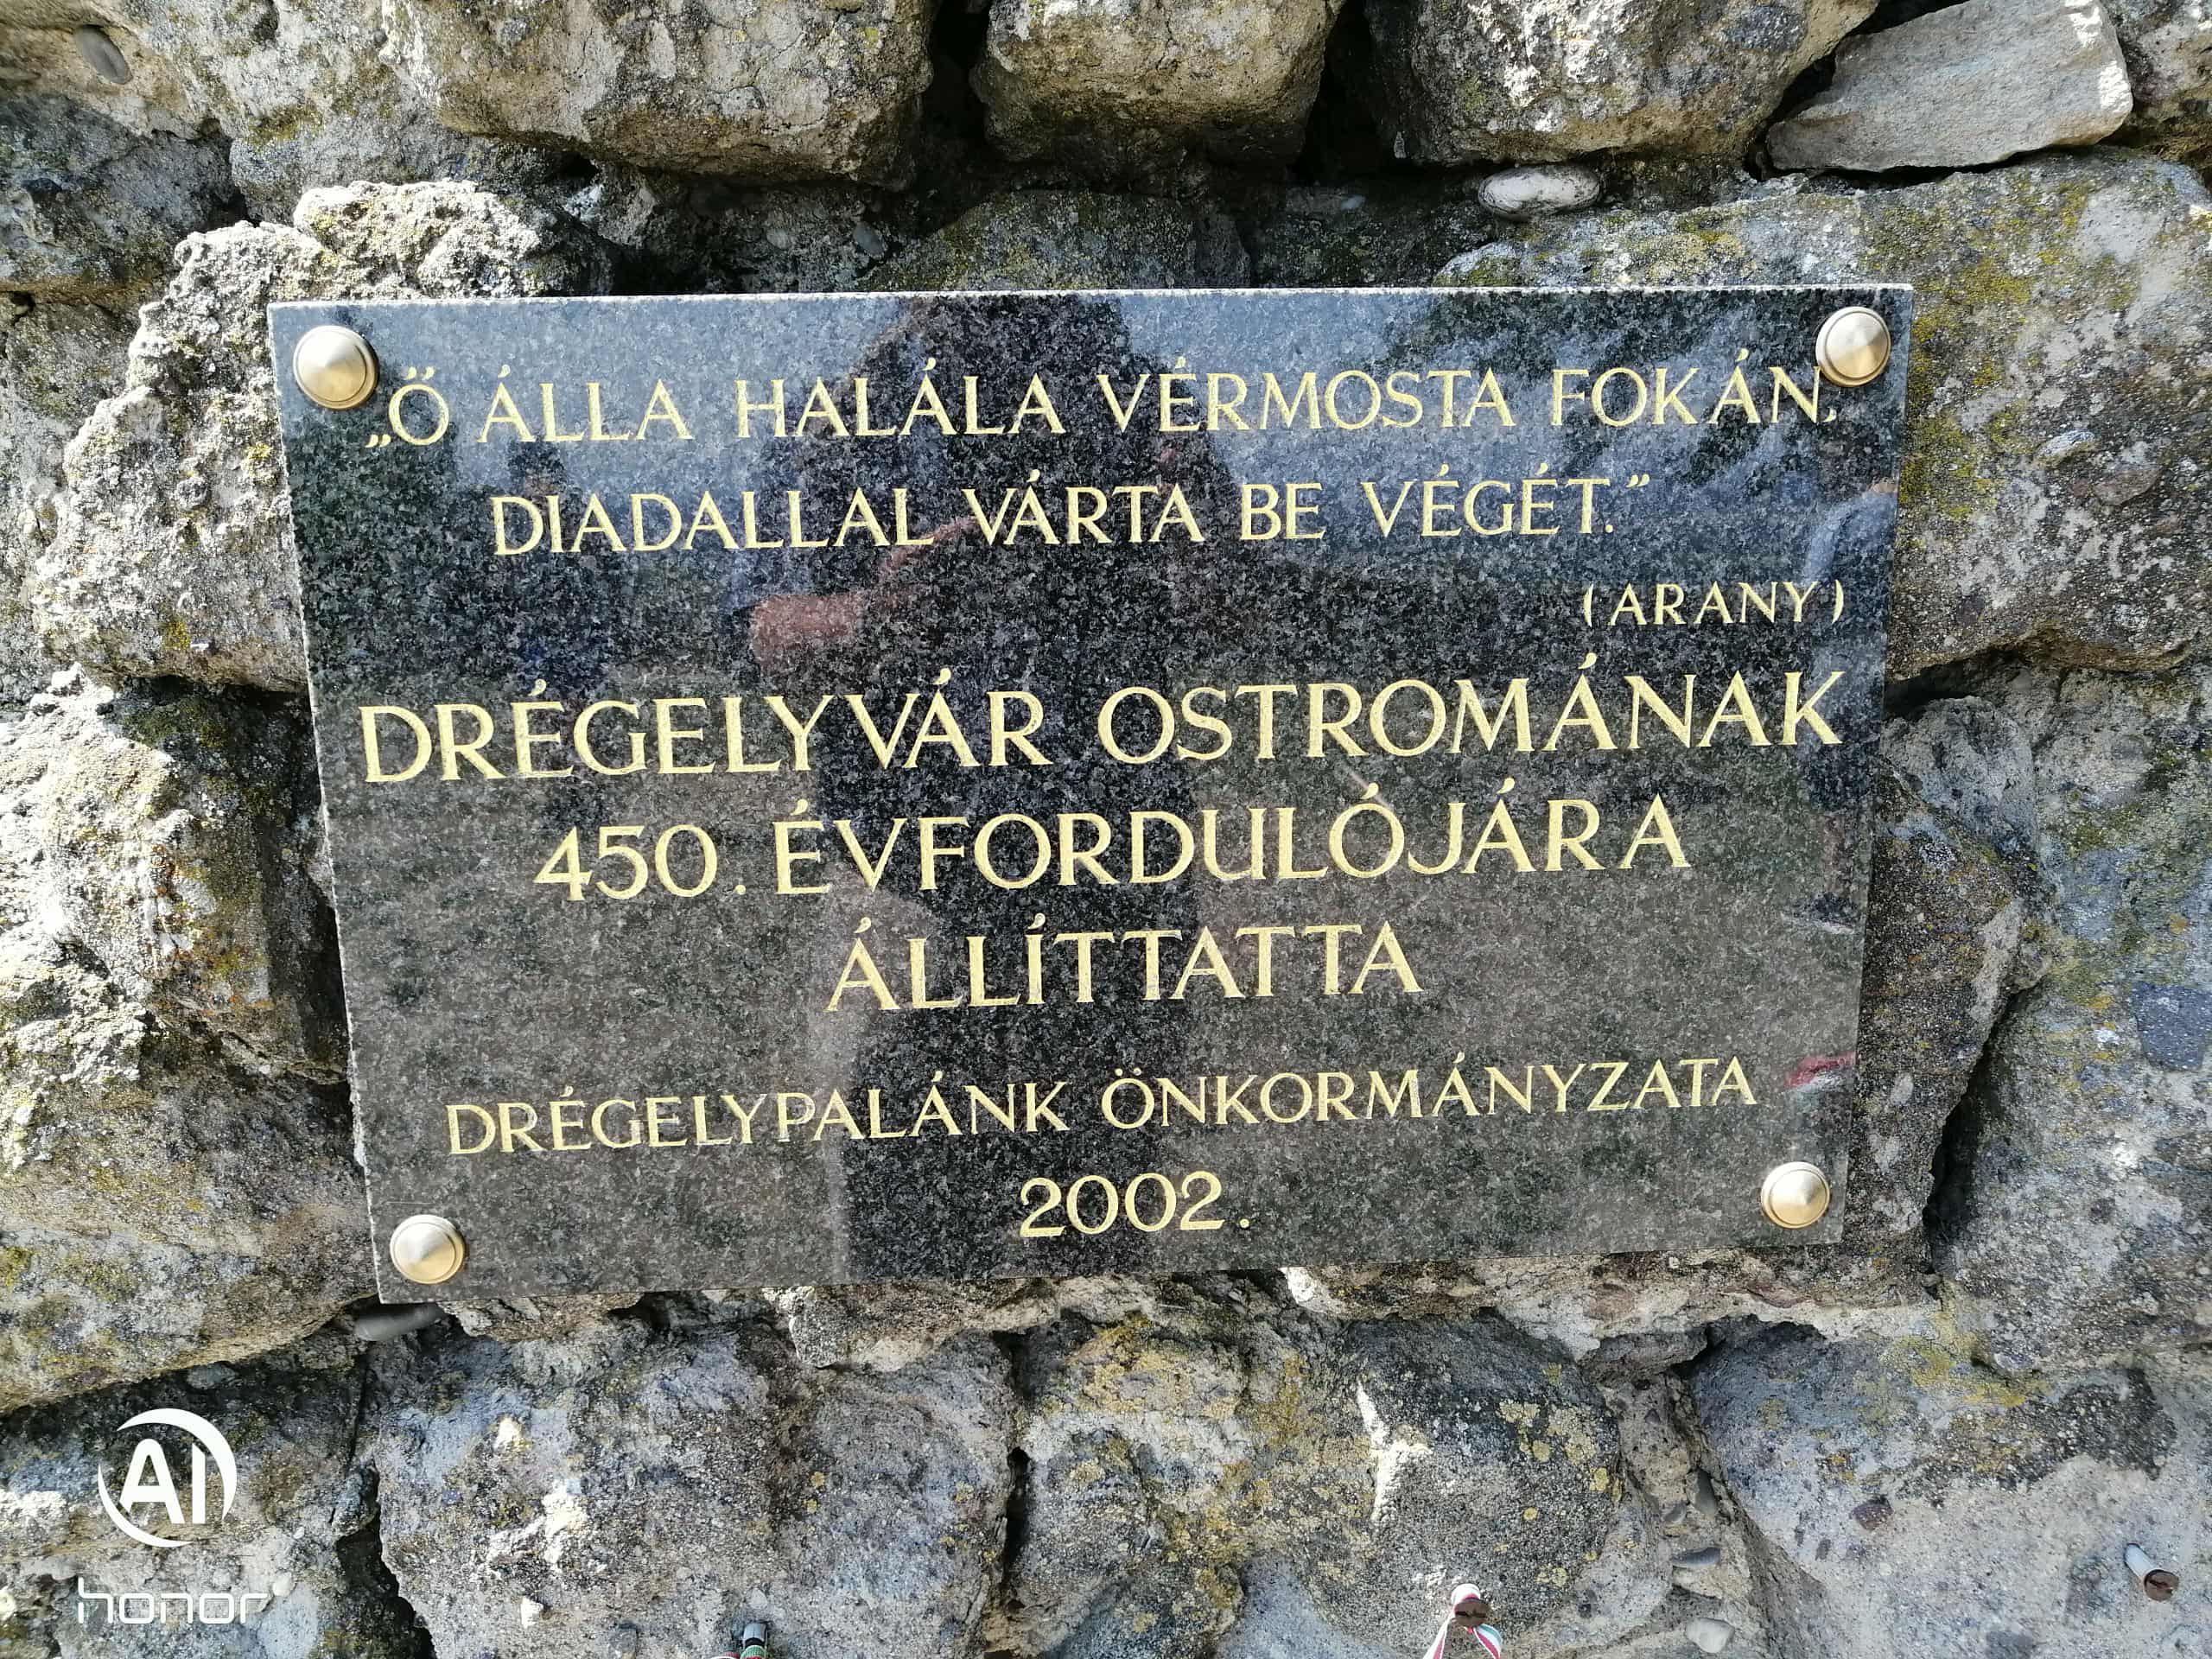 „Ő ÁLLA HALÁLA VÉRMOSTA FOKÁN,
DIADALLAL VÁRTA BE VÉGÉT.”
(ARANY)
DRÉGELYVÁR OSTROMÁNAK
450. ÉVFORDULÓJÁRA
ÁLLÍTTATTA
DRÉGELYPALÁNK ÖNKORMÁNYZATA
2002.
AI
honor